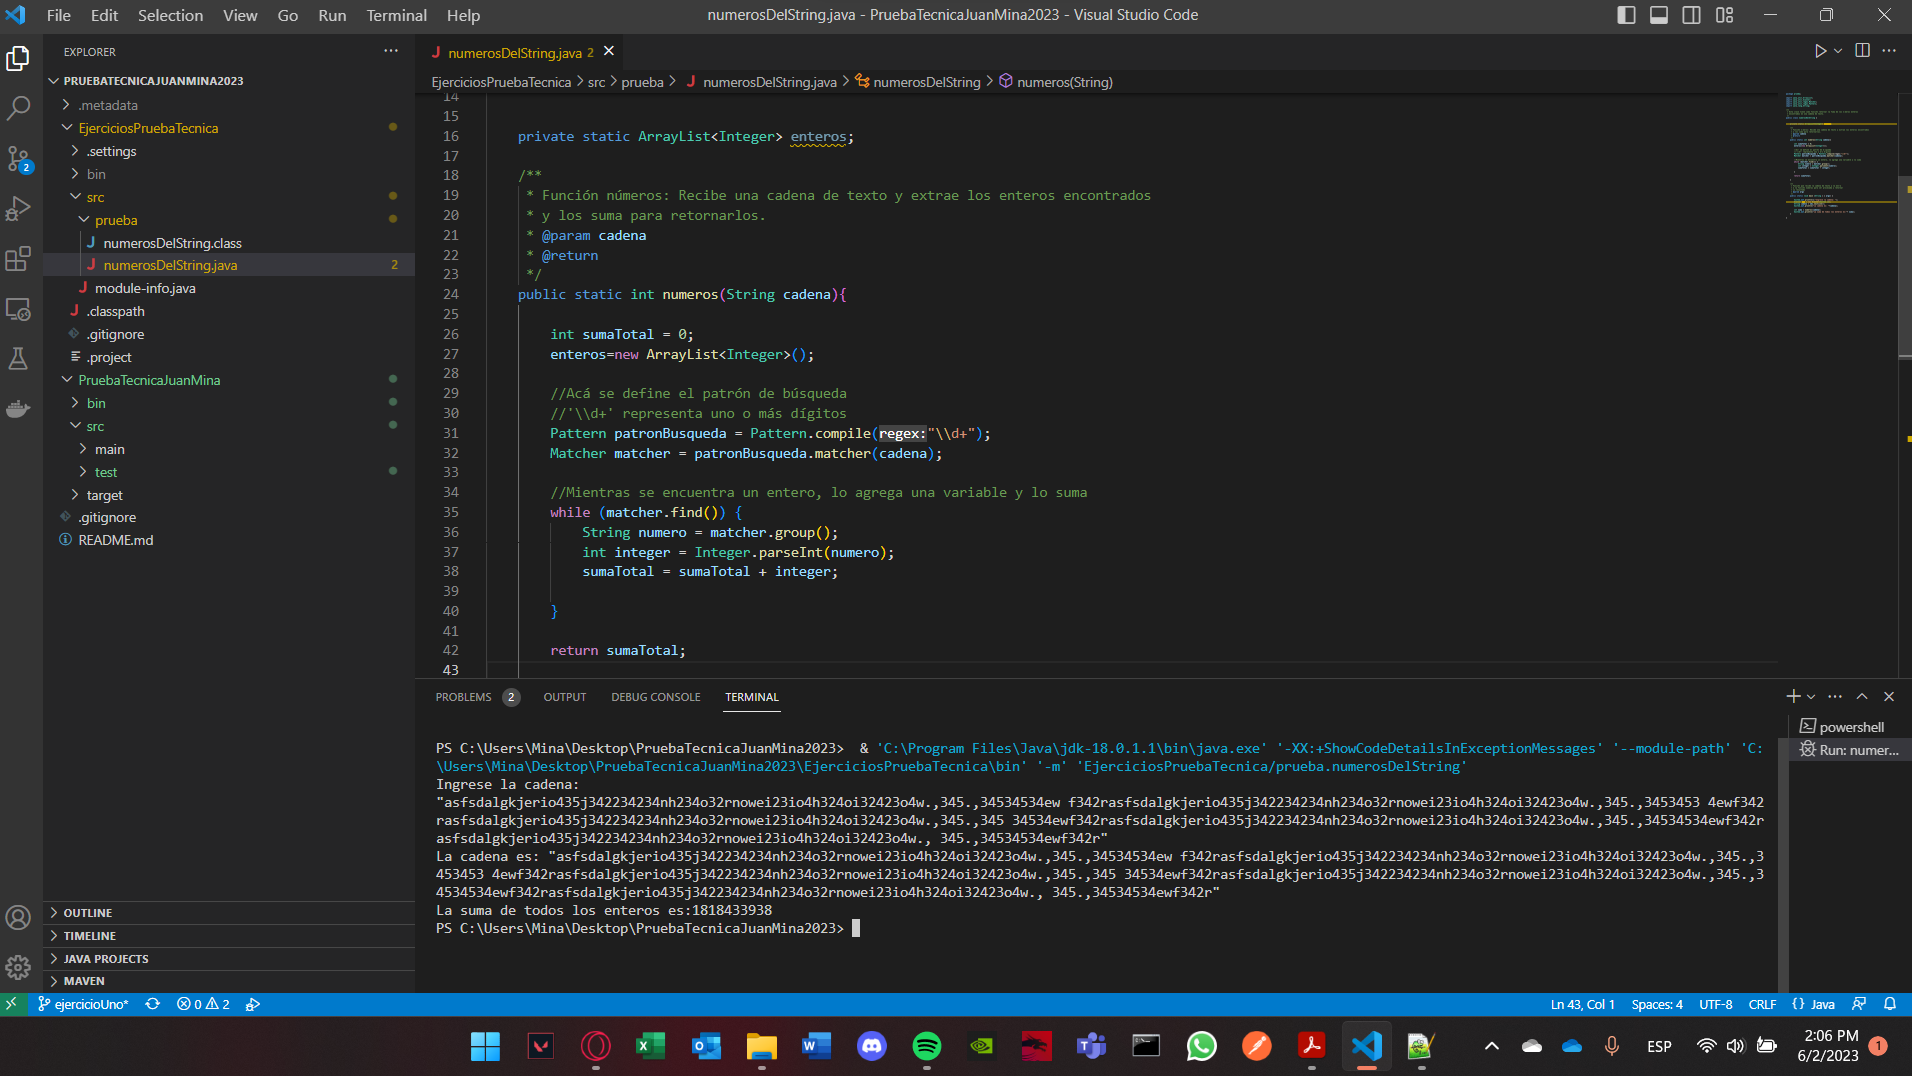 File Edit Selection View Go Run Terminal Help
numerosDelString.java - PruebaTecnicaJuanMina2023 - Visual Studio Code
EXPLORER
PRUEBATECNICAJUANMINA2023
.metadata
EjerciciosPruebaTecnica
.settings
bin
src
prueba
numerosDelString.class
numerosDelString.java 2
module-info.java
.classpath
.gitignore
.project
PruebaTecnicaJuanMina
bin
src
main
test
target
.gitignore
README.md
OUTLINE
TIMELINE
JAVA PROJECTS
MAVEN
2
numerosDelString.java 2
EjerciciosPruebaTecnica > src > prueba > numerosDelString.java > numerosDelString > numeros(String)
14
15
16 private static ArrayList<Integer> enteros;
17
18 /**
19 * Función números: Recibe una cadena de texto y extrae los enteros encontrados
20 * y los suma para retornarlos.
21 * @param cadena
22 * @return
23 */
24 public static int numeros(String cadena){
25
26 int sumaTotal = 0;
27 enteros=new ArrayList<Integer>();
28
29 //Acá se define el patrón de búsqueda
30 //'\\d+' representa uno o más dígitos
31 Pattern patronBusqueda = Pattern.compile(regex:"\\d+");
32 Matcher matcher = patronBusqueda.matcher(cadena);
33
34 //Mientras se encuentra un entero, lo agrega una variable y lo suma
35 while (matcher.find()) {
36 String numero = matcher.group();
37 int integer = Integer.parseInt(numero);
38 sumaTotal = sumaTotal + integer;
39
40 }
41
42 return sumaTotal;
43
PROBLEMS 2 OUTPUT DEBUG CONSOLE TERMINAL
powershell
Run: numer...
PS C:\Users\Mina\Desktop\PruebaTecnicaJuanMina2023> & 'C:\Program Files\Java\jdk-18.0.1.1\bin\java.exe' '-XX:+ShowCodeDetailsInExceptionMessages' '--module-path' 'C:
\Users\Mina\Desktop\PruebaTecnicaJuanMina2023\EjerciciosPruebaTecnica\bin' '-m' 'EjerciciosPruebaTecnica/prueba.numerosDelString'
Ingrese la cadena:
"asfsdalgkjerio435j342234234nh234o32rnowei23io4h324oi32423o4w.,345.,34534534ew f342rasfsdalgkjerio435j342234234nh234o32rnowei23io4h324oi32423o4w.,345.,3453453 4ewf342
rasfsdalgkjerio435j342234234nh234o32rnowei23io4h324oi32423o4w.,345.,345 34534ewf342rasfsdalgkjerio435j342234234nh234o32rnowei23io4h324oi32423o4w.,345.,34534534ewf342r
asfsdalgkjerio435j342234234nh234o32rnowei23io4h324oi32423o4w., 345.,34534534ewf342r"
La cadena es: "asfsdalgkjerio435j342234234nh234o32rnowei23io4h324oi32423o4w.,345.,34534534ew f342rasfsdalgkjerio435j342234234nh234o32rnowei23io4h324oi32423o4w.,345.,3
453453 4ewf342rasfsdalgkjerio435j342234234nh234o32rnowei23io4h324oi32423o4w.,345.,345 34534ewf342rasfsdalgkjerio435j342234234nh234o32rnowei23io4h324oi32423o4w.,345.,3
4534534ewf342rasfsdalgkjerio435j342234234nh234o32rnowei23io4h324oi32423o4w., 345.,34534534ewf342r"
La suma de todos los enteros es:1818433938
PS C:\Users\Mina\Desktop\PruebaTecnicaJuanMina2023>
ejercicioUno* 0 2 Ln 43, Col 1 Spaces: 4 UTF-8 CRLF {} Java
ESP
2:06 PM
6/2/2023
1